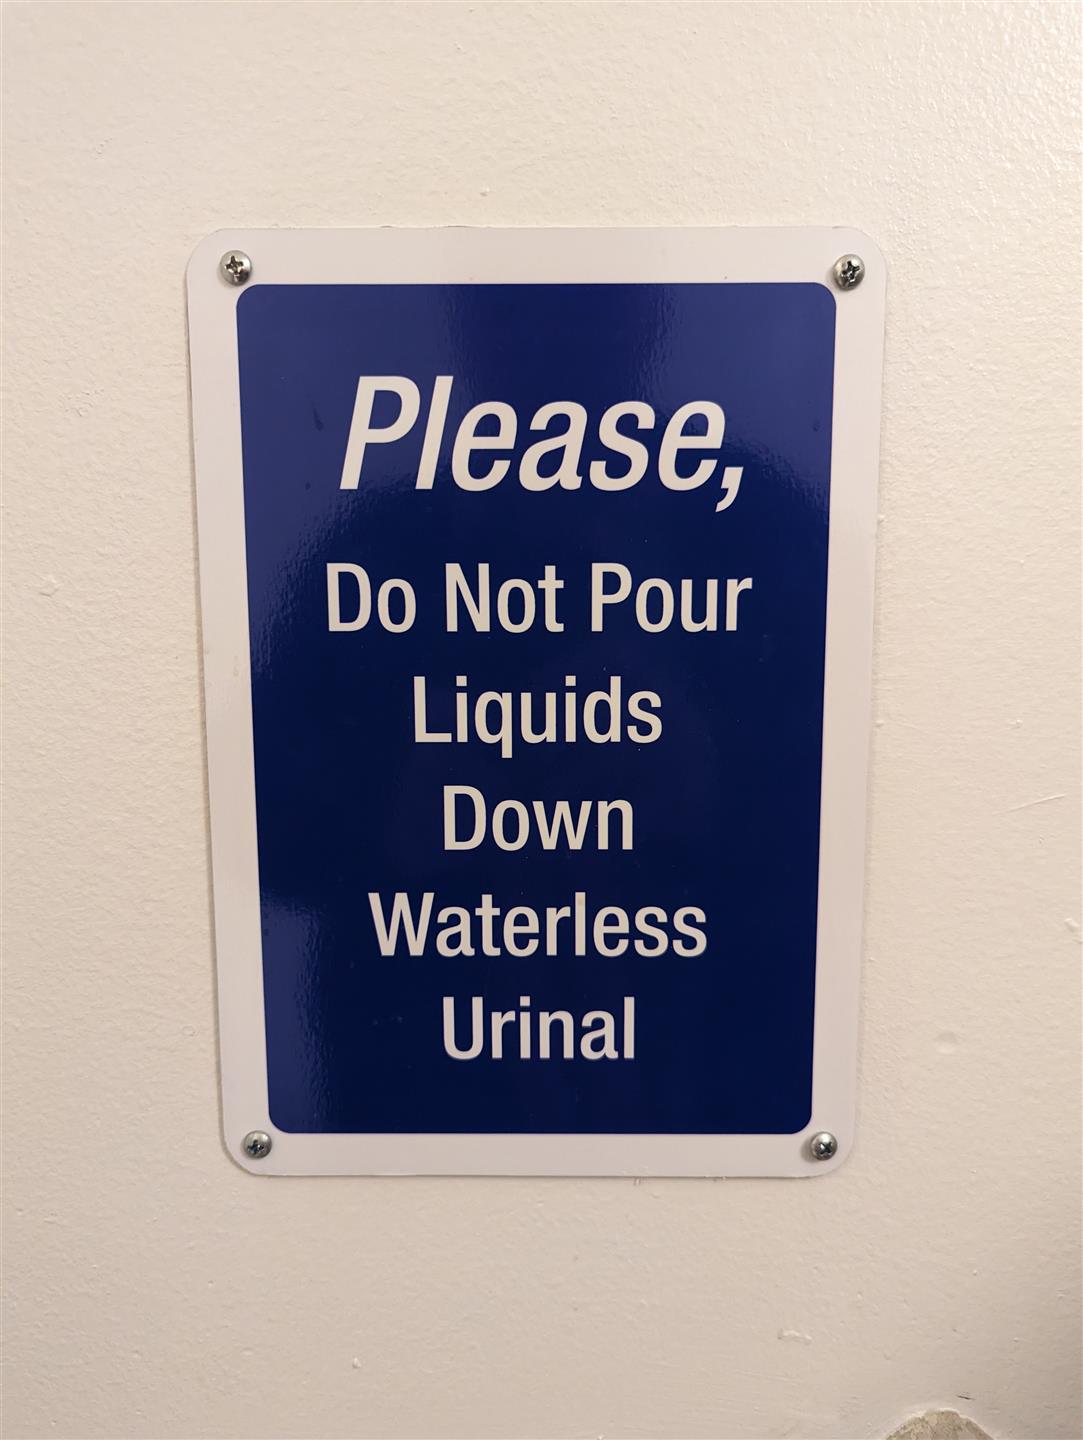 Please,
Do Not Pour
Liquids
Down
Waterless
Urinal